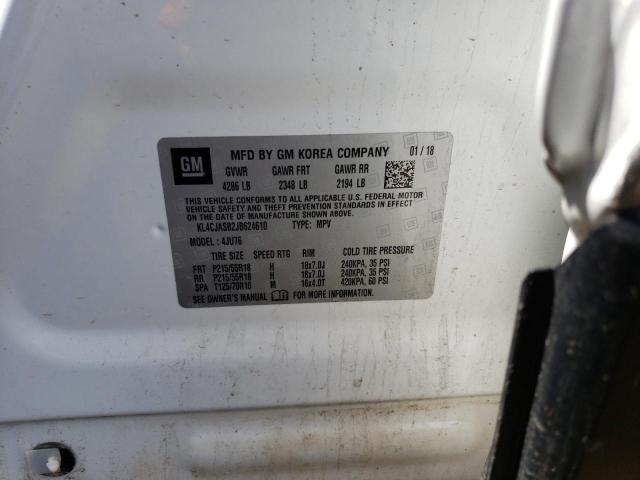 GM MFD BY GM KOREA COMPANY 01 / 18
GVWR GAWR FRT GAWR RR
4286 LB 2348 LB 2194 LB
THIS VEHICLE CONFORMS TO ALL APPLICABLE U.S. FEDERAL MOTOR
VEHICLE SAFETY AND THEFT PREVENTION STANDARDS IN EFFECT
ON THE DATE OF MANUFACTURE SHOWN ABOVE.
KL4CJASB2JB624610 TYPE: MPV
MODEL : 4JU76
TIRE SIZE SPEED RTG RIM COLD TIRE PRESSURE
FRT P215/55R18 H 18x7.0J 240KPA, 35 PSI
RR P215/55R18 H 18x7.0J 240KPA, 35 PSI
SPA T125/70R16 M 16x4.0T 420KPA, 60 PSI
SEE OWNER'S MANUAL FOR MORE INFORMATION.